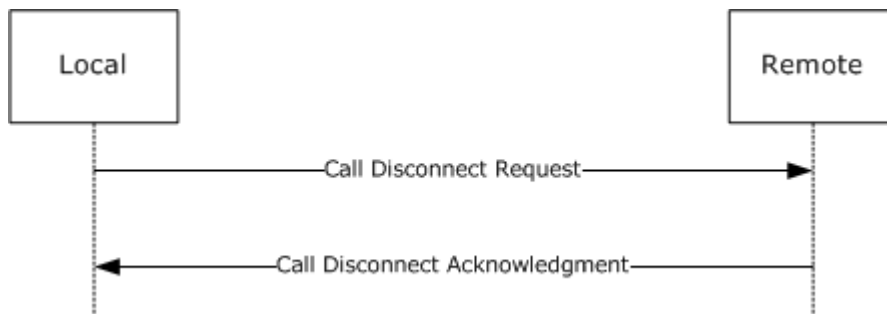 Local
Remote
Call Disconnect Request
Call Disconnect Acknowledgment